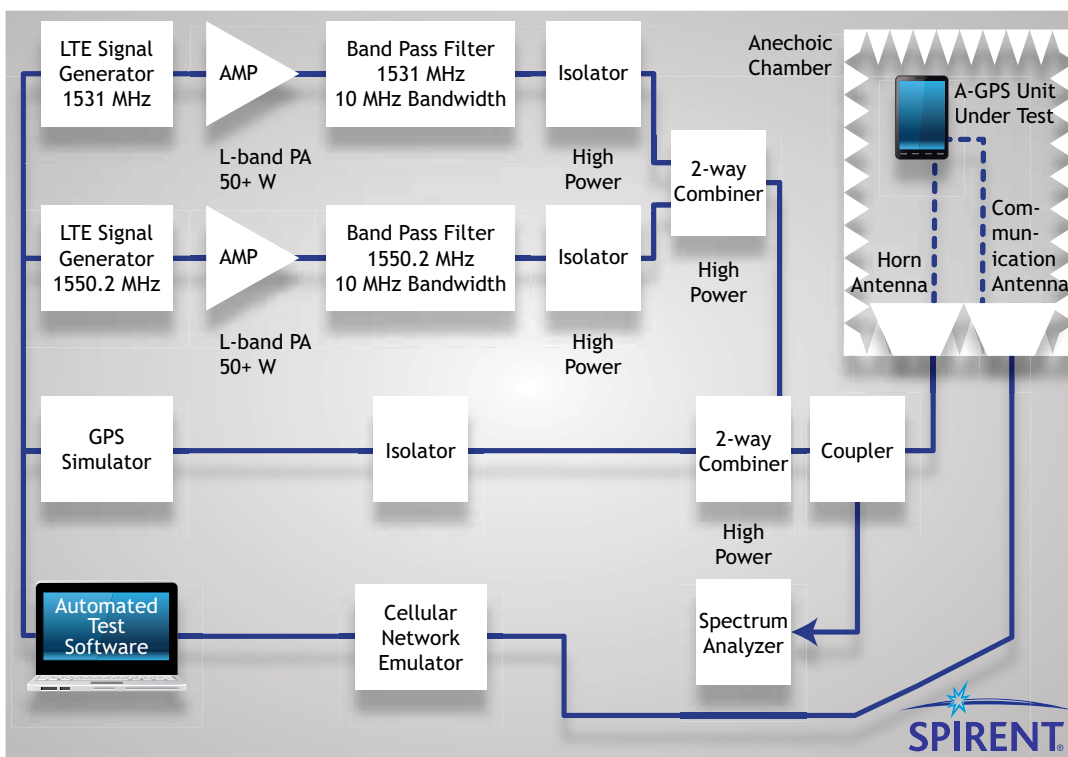 LTE Signal
Generator
1531 MHz
AMP
L-band PA
50+ W
Band Pass Filter
1531 MHz
10 MHz Bandwidth
Isolator
High
Power
2-way
Combiner
High
Power
Anechoic
Chamber
A-GPS Unit
Under Test
Horn
Antenna
Com-
mun-
ication
Antenna
LTE Signal
Generator
1550.2 MHz
AMP
L-band PA
50+ W
Band Pass Filter
1550.2 MHz
10 MHz Bandwidth
Isolator
High
Power
GPS
Simulator
Isolator
2-way
Combiner
High
Power
Coupler
Automated
Test
Software
Cellular
Network
Emulator
Spectrum
Analyzer
SPIRENT®